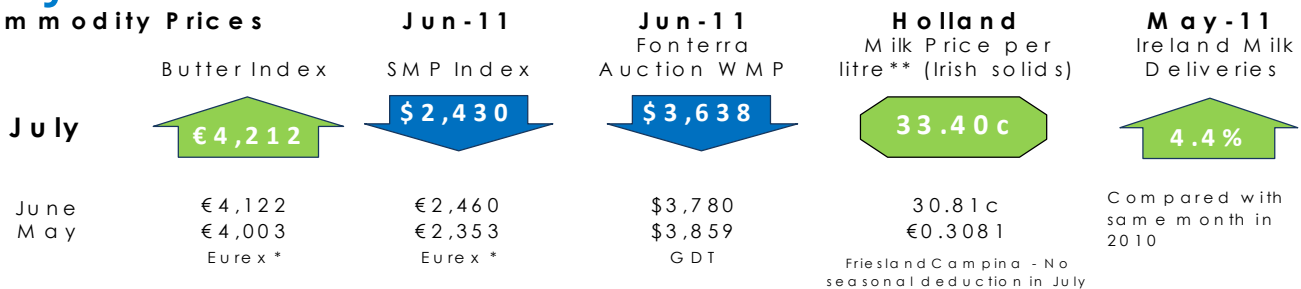 mmodity Prices Jun-11 Jun-11 Holland May-11
Butter Index SMP Index Fonterra Auction WMP Milk Price per litre** (Irish solids) Ireland Milk Deliveries
July €4,212 $2,430 $3,638 33.40c 4.4%
June €4,122 €2,460 $3,780 30.81c Compared with same month in 2010
May €4,003 €2,353 $3,859 €0.3081
Eurex* Eurex* GDT FrieslandCampina - No seasonal deduction in July